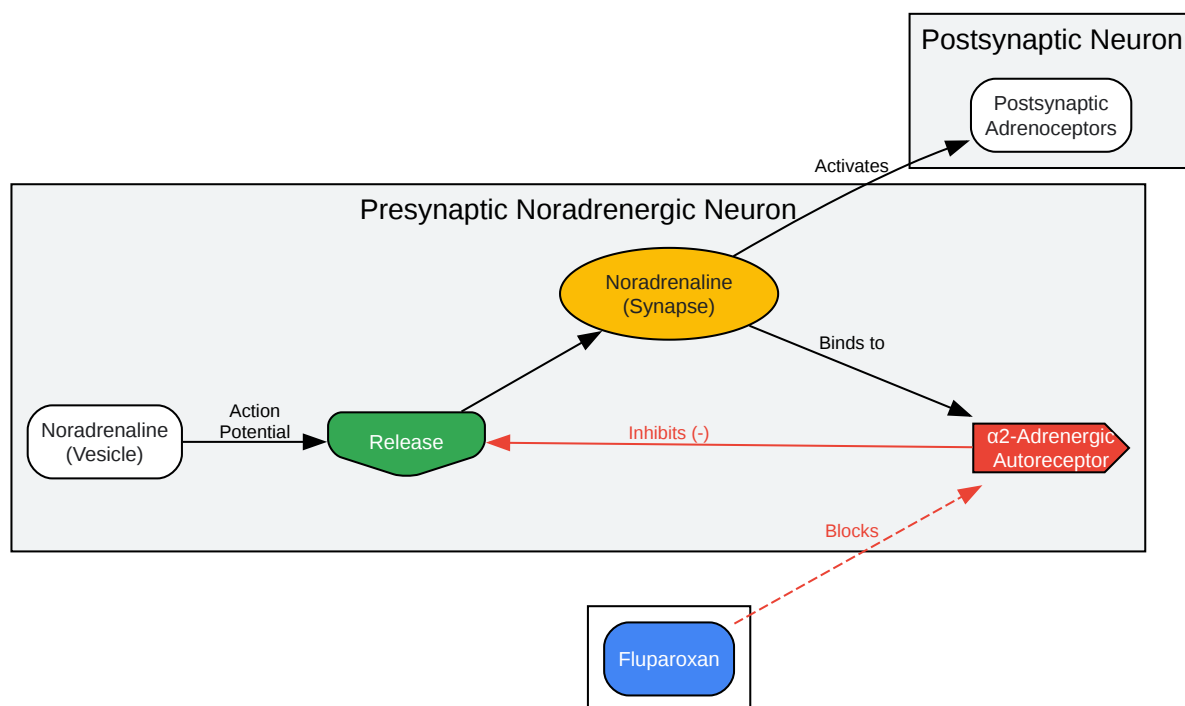 Postsynaptic Neuron
Postsynaptic
Adrenoceptors
Activates
Presynaptic Noradrenergic Neuron
Noradrenaline
(Synapse)
Binds to
Action
Potential
Noradrenaline
(Vesicle)
Release
Inhibits (-)
α2-Adrenergic
Autoreceptor
Blocks
Fluparoxan